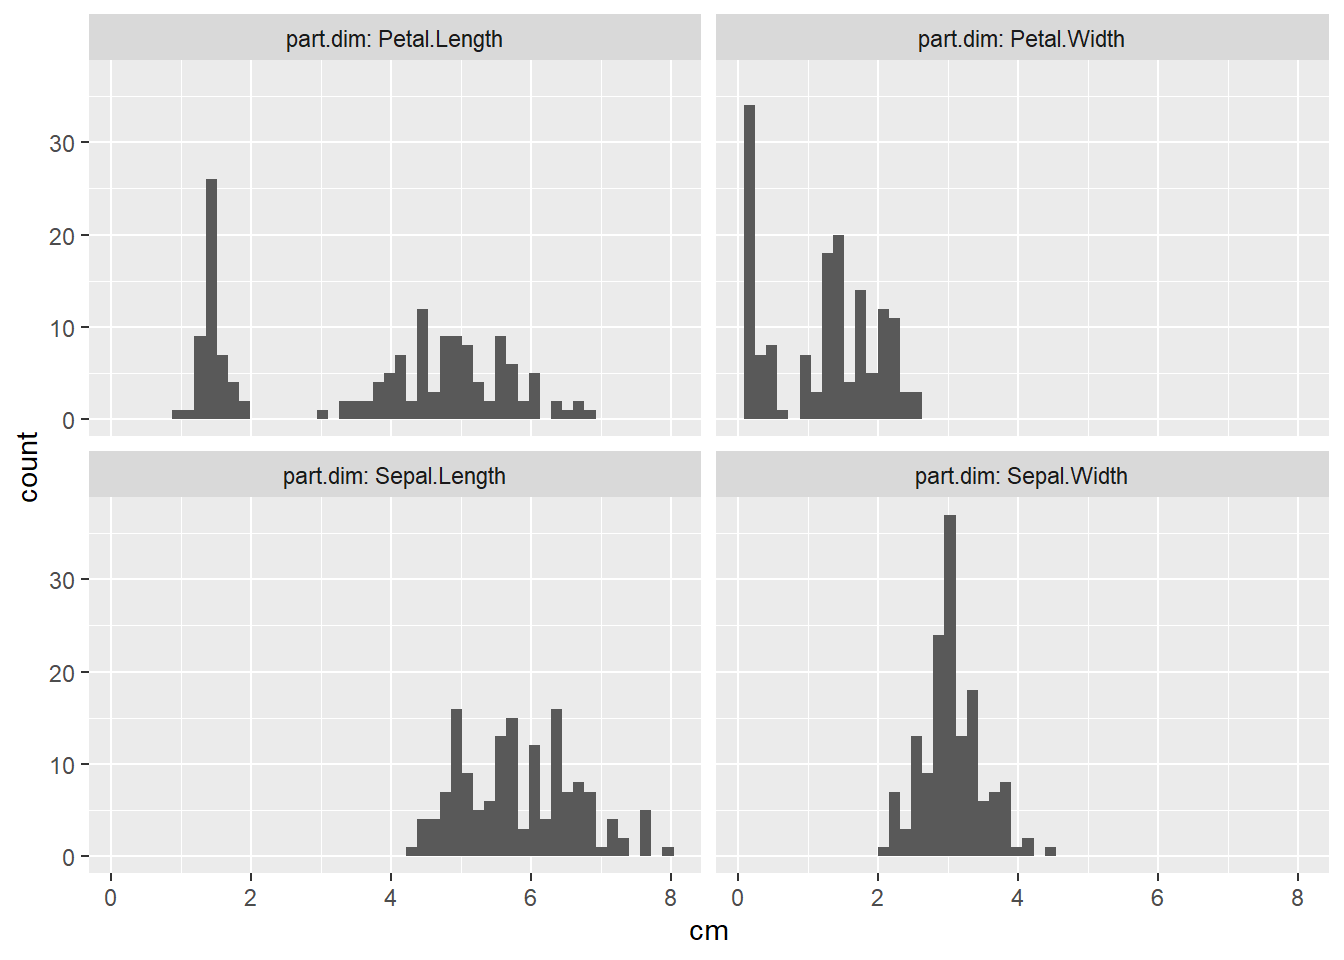 part.dim: Petal.Length
part.dim: Petal.Width
30
20
10
0
part.dim: Sepal.Length
part.dim: Sepal.Width
30
20
10
0
count
0 2 4 6 8
0 2 4 6 8
cm